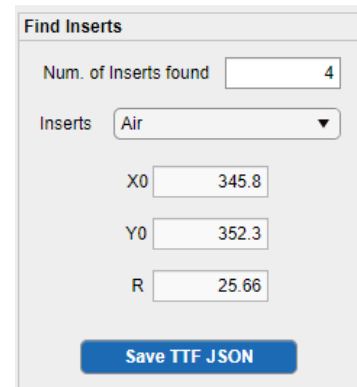 Find Inserts
Num. of Inserts found 4
Inserts Air
X0 345.8
Y0 352.3
R 25.66
Save TTF JSON